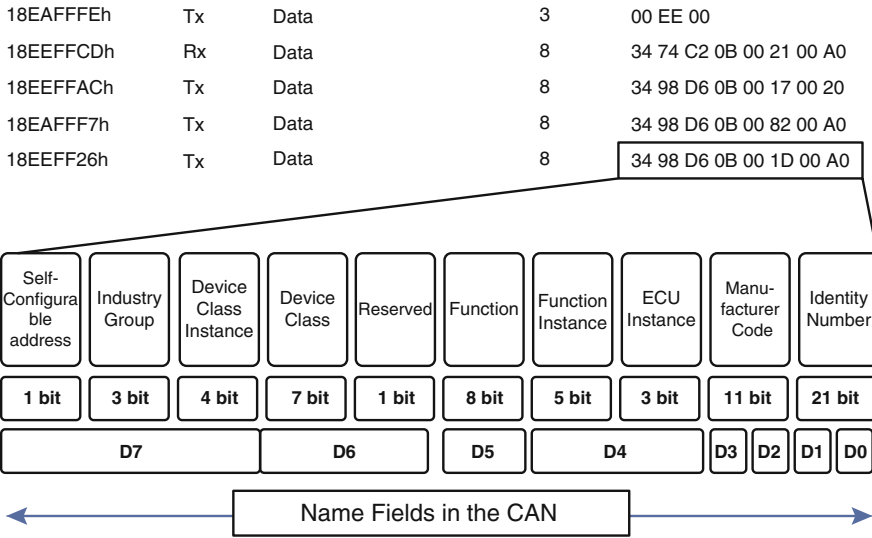 18EAFFFEh Tx Data 3 00 EE 00
18EEFFCDh Rx Data 8 34 74 C2 0B 00 21 00 A0
18EEFFACh Tx Data 8 34 98 D6 0B 00 17 00 20
18EAFFF7h Tx Data 8 34 98 D6 0B 00 82 00 A0
18EEFF26h Tx Data 8 34 98 D6 0B 00 1D 00 A0
Self-
Configura
ble
address
Industry
Group
Device
Class
Instance
Device
Class
Reserved
Function
Function
Instance
ECU
Instance
Manu-
facturer
Code
Identity
Number
1 bit 3 bit 4 bit 7 bit 1 bit 8 bit 5 bit 3 bit 11 bit 21 bit
D7 D6 D5 D4 D3 D2 D1 D0
Name Fields in the CAN